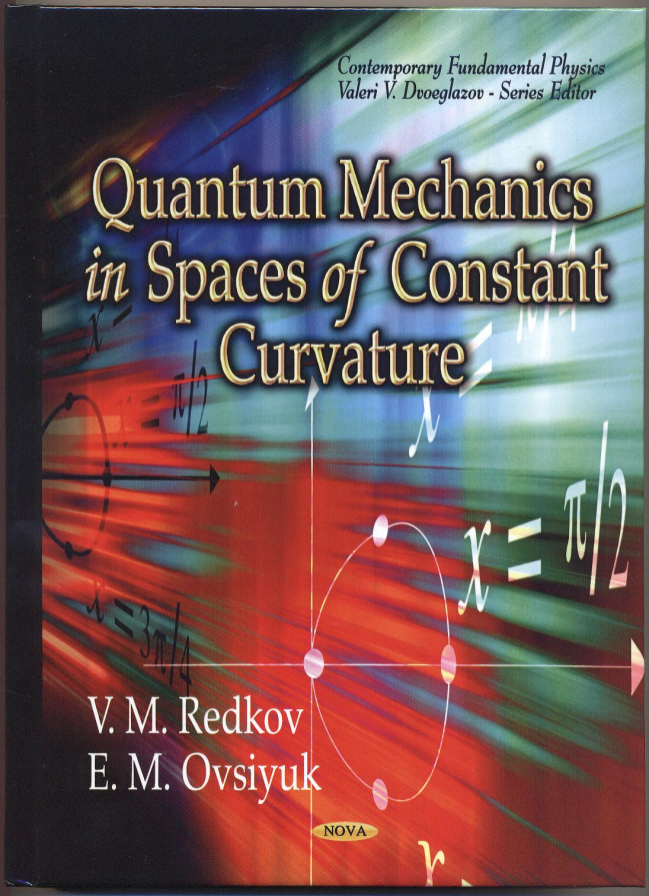 Contemporary Fundamental Physics
Valeri V. Dvoeglazov - Series Editor
Quantum Mechanics
in Spaces of Constant
Curvature
x =
π/4
x =
x =
= π/2
x = π/2
x = 3π/4
V. M. Redkov
E. M. Ovsiyuk
NOVA
x =